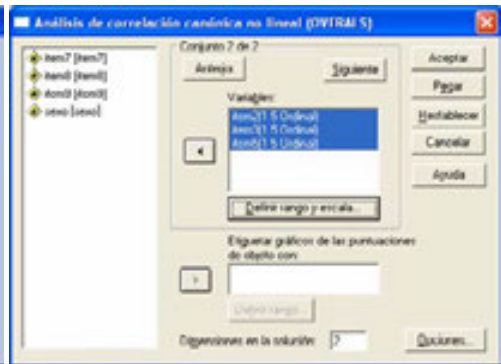 Análisis de correlación canónica no lineal (OVERALS)
item7 [item7]
item8 [item8]
item9 [item9]
sexo [sexo]
Conjunto 2 de 2
Anterior
Siguiente
Variables:
item2(1 5 Ordinal)
item3(1 5 Ordinal)
(1 5 Ordinal)
Definir rango y escala...
Etiquetar gráficos de las puntuaciones
de objeto con:
Definir rango...
Dimensiones en la solución:
2
Aceptar
Pegar
Restablecer
Cancelar
Ayuda
Opciones...